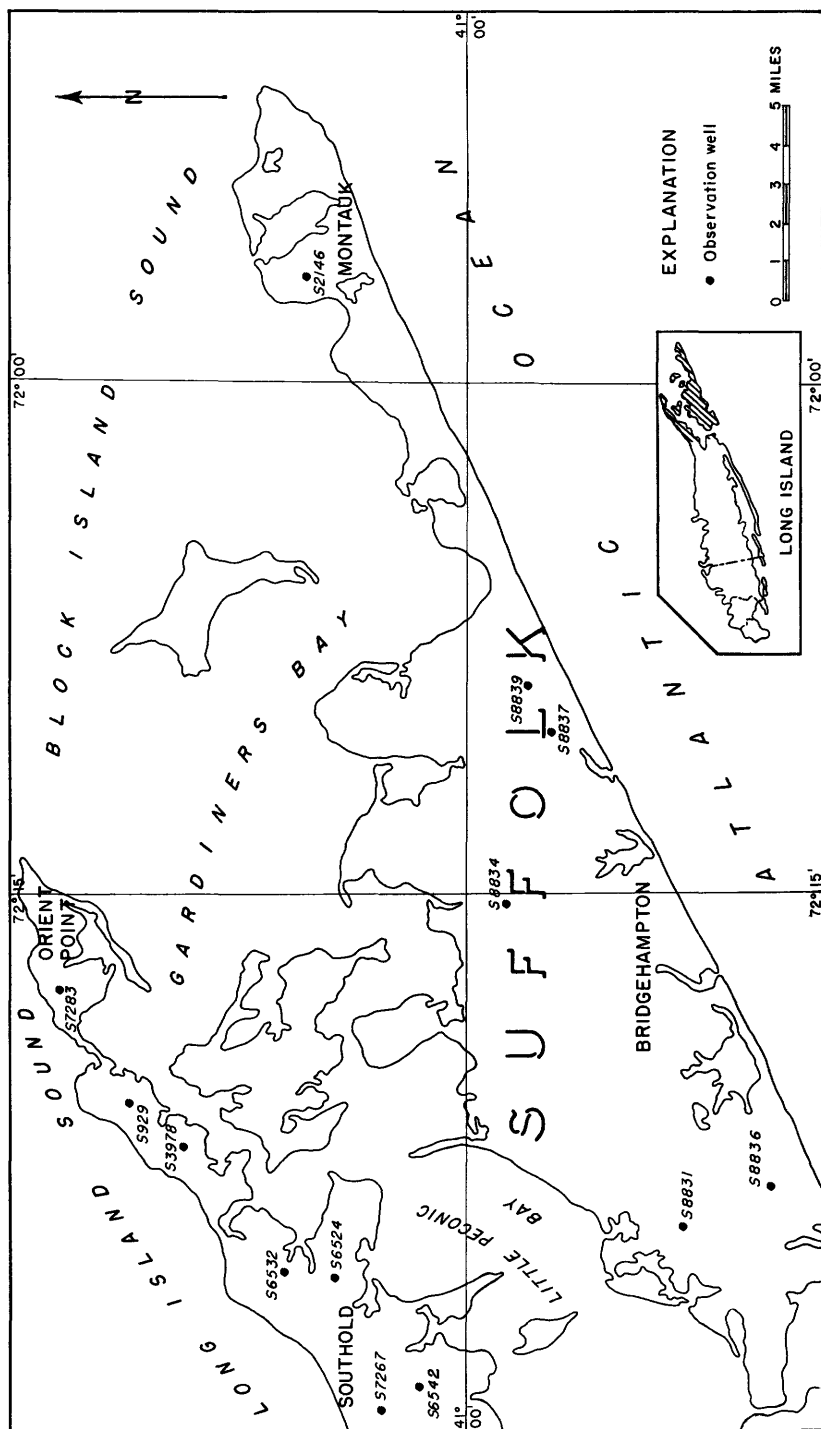 41°
00'
N
SOUND
BLOCK ISLAND
72°00'
S2146
MONTAUK
GARDINERS BAY
72°15'
ORIENT
POINT
S7283
SOUND
LONG ISLAND
S929
S3978
S6532
S6524
SOUTHOLD
S7267
S6542
41°
00'
LITTLE PECONIC
BAY
SUFFOLK
S8834
S8839
S8837
BRIDGEHAMPTON
S8831
S8836
ATLANTIC
OCEAN
EXPLANATION
Observation well
0 1 2 3 4 5 MILES
LONG ISLAND
72°00'
72°15'